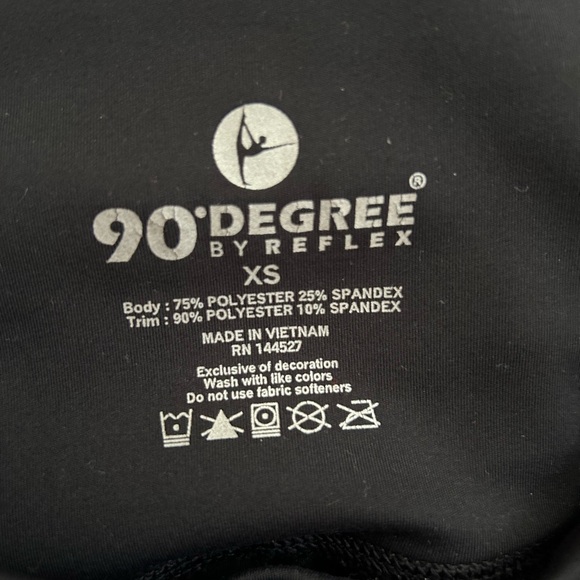 90°DEGREE®
BY REFLEX
XS
Body : 75% POLYESTER 25% SPANDEX
Trim : 90% POLYESTER 10% SPANDEX
MADE IN VIETNAM
RN 144527
Exclusive of decoration
Wash with like colors
Do not use fabric softeners